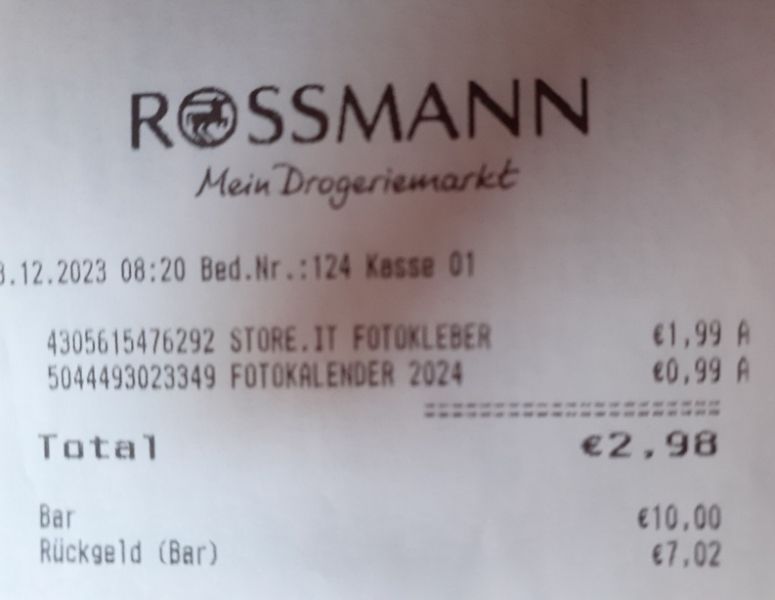 ROSSMANN
Mein Drogeriemarkt
.12.2023 08:20 Bed.Nr.:124 Kasse 01
4305615476292 STORE.IT FOTOKLEBER €1,99 A
5044493023349 FOTOKALENDER 2024 €0,99 A
Total €2,98
Bar €10,00
Rückgeld (Bar) €7,02